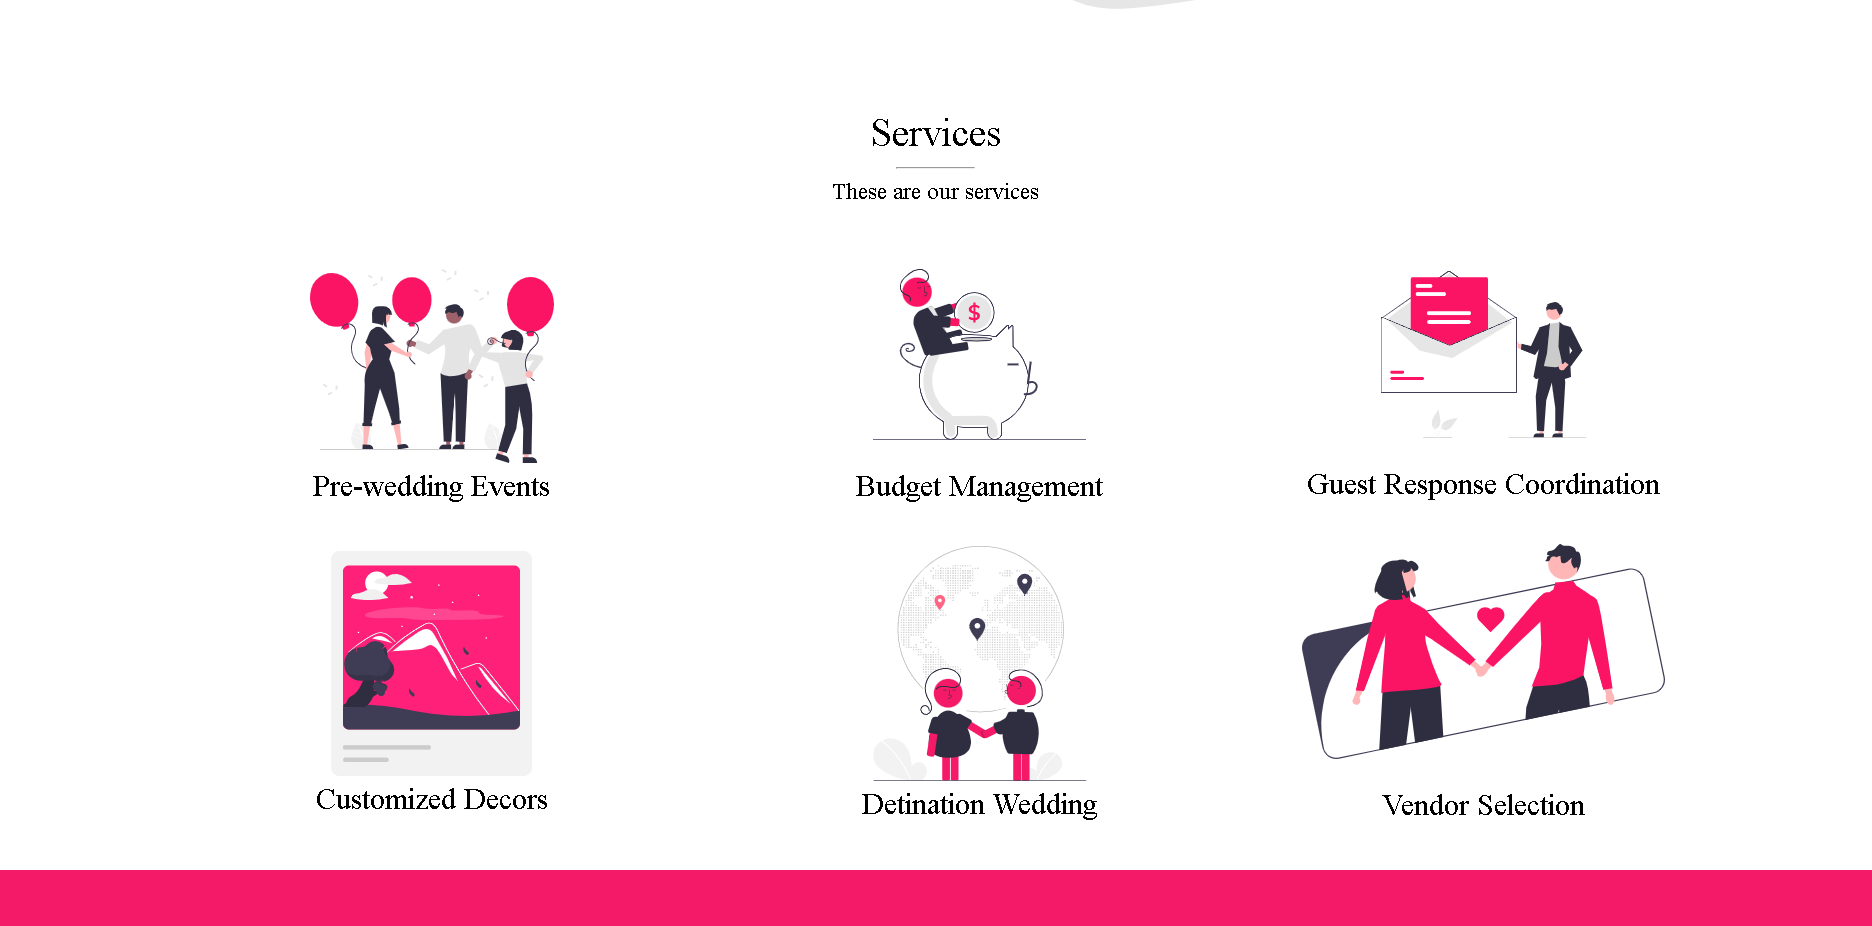 Services
These are our services
$
Pre-wedding Events
Budget Management
Guest Response Coordination
Customized Decors
Detination Wedding
Vendor Selection